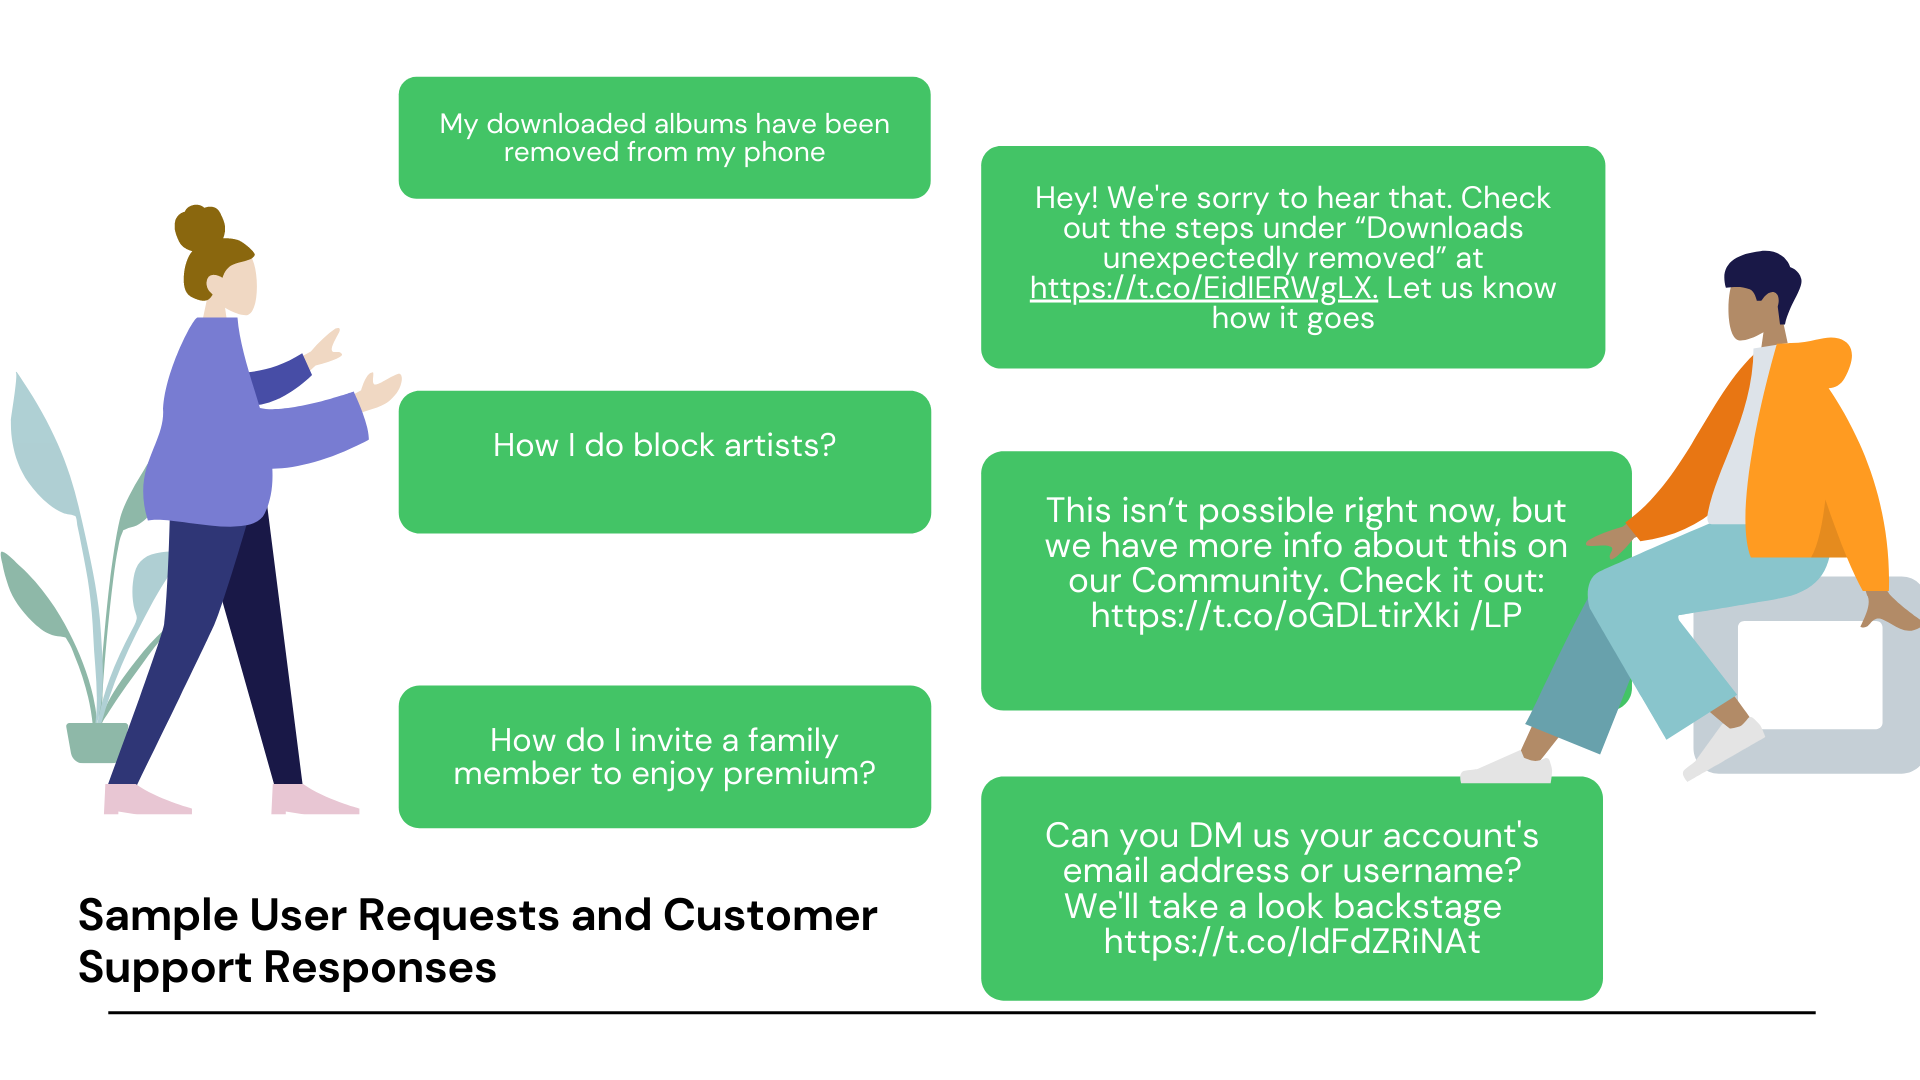 My downloaded albums have been
removed from my phone
Hey! We're sorry to hear that. Check
out the steps under “Downloads
unexpectedly removed” at
https://t.co/EidIERWgLX. Let us know
how it goes
How I do block artists?
This isn’t possible right now, but
we have more info about this on
our Community. Check it out:
https://t.co/oGDLtirXki /LP
How do I invite a family
member to enjoy premium?
Can you DM us your account's
email address or username?
We'll take a look backstage
https://t.co/ldFdZRiNAt
Sample User Requests and Customer
Support Responses